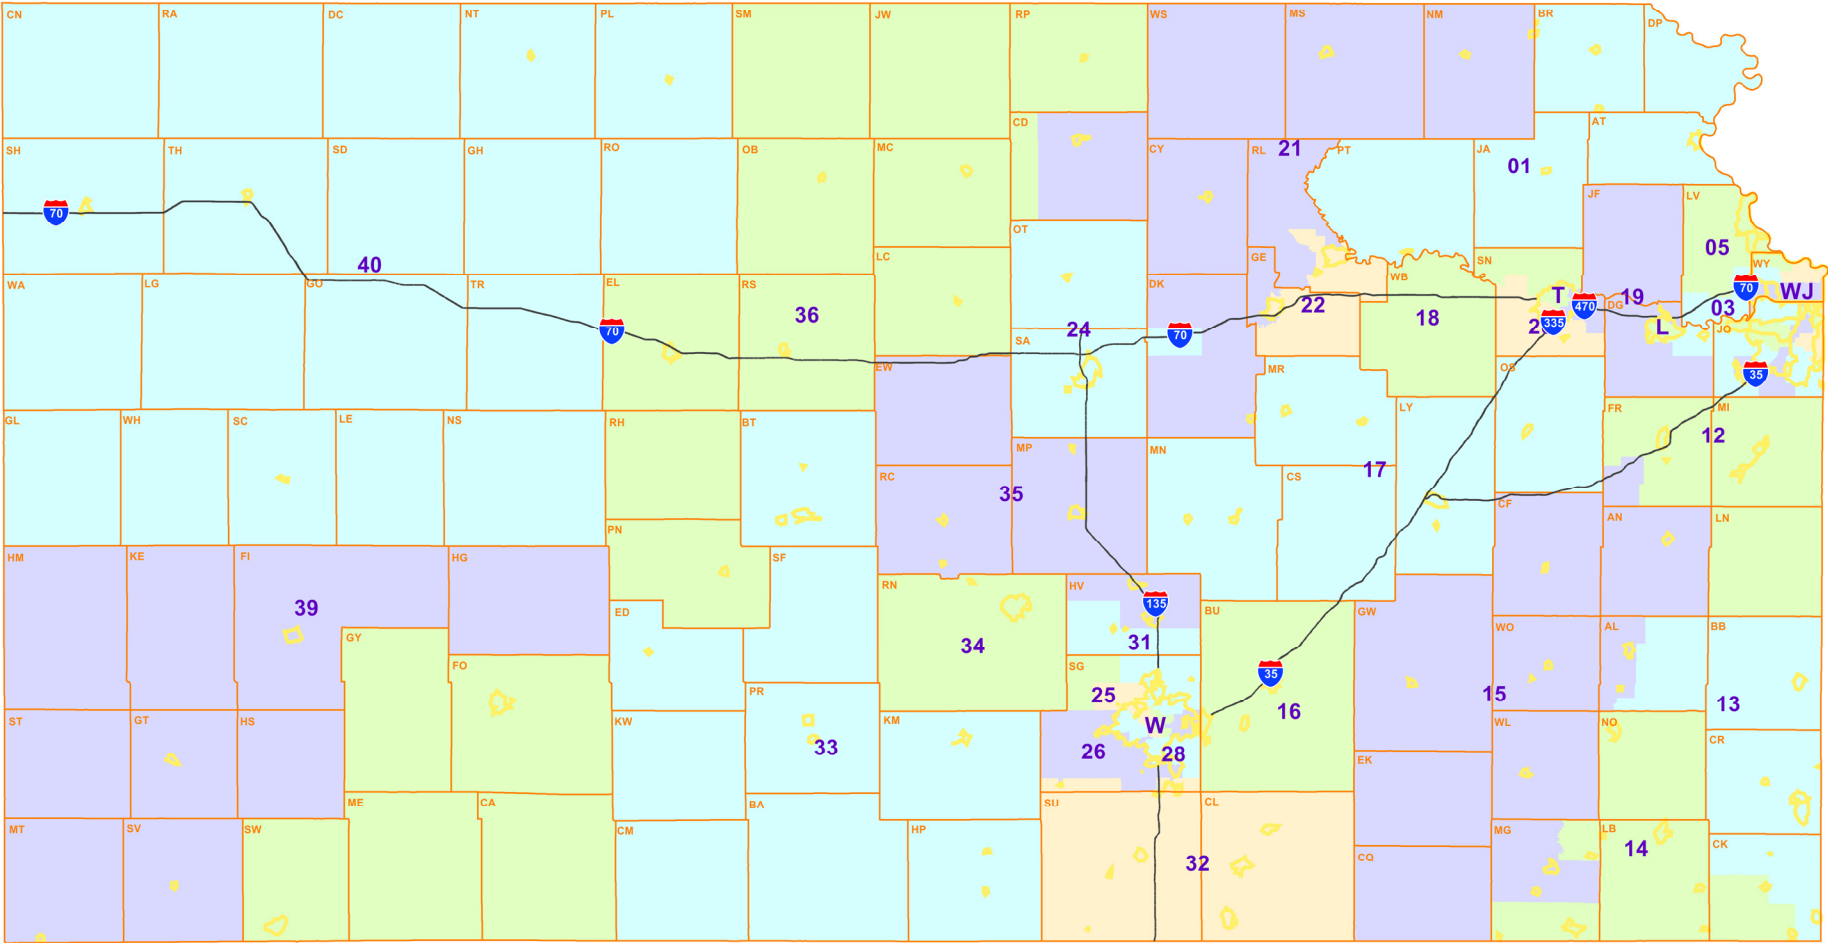 CN RA DC NT PL SM JW RP WS MS NM BR DP
CD AT
SH TH SD GH RO OB MC CY RL 21 PT JA 01
JF LV
70
OT
05
40 LC GE SN WY
WA LG GO TR EL RS DK WB 70 WJ
36 22 18 T 470 19 DG 03
70 24 70 335 L JO
SA
EW MR OS 35
GL WH SC LE NS RH BT LY FR MI
12
MP MN
RC 35 CS 17
CF
PN AN LN
HM KE FI HG SF
RN HV
39 135
ED BU GW
GY 34 31 WO AL BB
FO SG 35
PR 25 16 15 13
ST GT HS KW KM W WL NO
33 26 28 CR
EK
ME CA BA SU CL
MT SV SW CM HP MG LB
32 14 CK
CQ